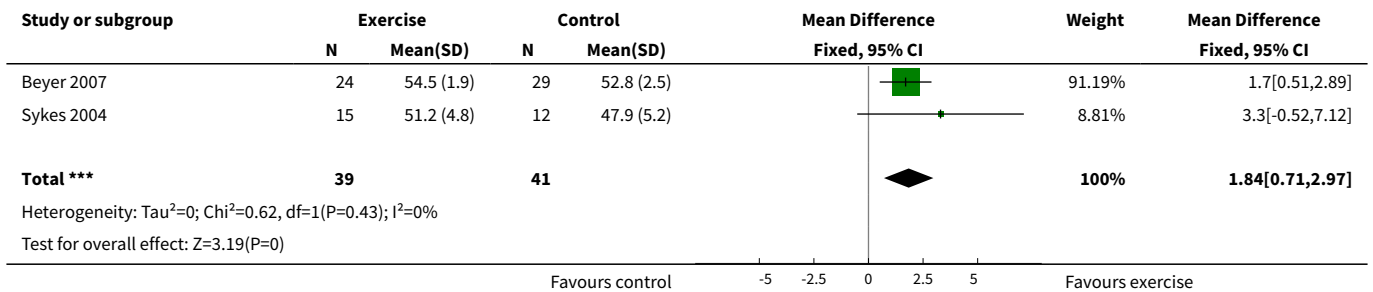 Study or subgroup Exercise Control Mean Difference Weight Mean Difference
N Mean(SD) N Mean(SD) Fixed, 95% CI Fixed, 95% CI
Beyer 2007 24 54.5 (1.9) 29 52.8 (2.5) 91.19% 1.7[0.51,2.89]
Sykes 2004 15 51.2 (4.8) 12 47.9 (5.2) 8.81% 3.3[-0.52,7.12]
Total *** 39 41 100% 1.84[0.71,2.97]
Heterogeneity: Tau²=0; Chi²=0.62, df=1(P=0.43); I²=0%
Test for overall effect: Z=3.19(P=0)
Favours control -5 -2.5 0 2.5 5 Favours exercise